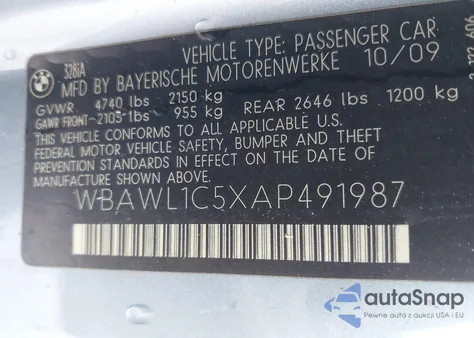 BMW
328iA
VEHICLE TYPE: PASSENGER CAR
MFD BY BAYERISCHE MOTORENWERKE 10/09
GVWR 4740 lbs 2150 kg
GAWR FRONT-2105 lbs 955 kg REAR 2646 lbs 1200 kg
THIS VEHICLE CONFORMS TO ALL APPLICABLE U.S.
FEDERAL MOTOR VEHICLE SAFETY, BUMPER AND THEFT
PREVENTION STANDARDS IN EFFECT ON THE DATE OF
MANUFACTURE SHOWN ABOVE.
WBAWL1C5XAP491987
autoSnap
Pewne auta z aukcji USA i EU